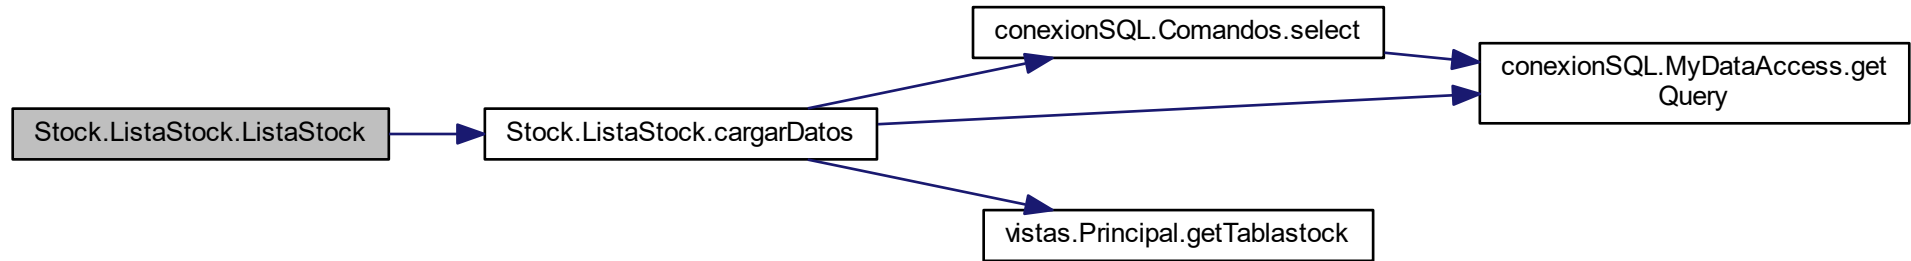 Stock.ListaStock.ListaStock
Stock.ListaStock.cargarDatos
conexionSQL.Comandos.select
conexionSQL.MyDataAccess.get
Query
vistas.Principal.getTablastock